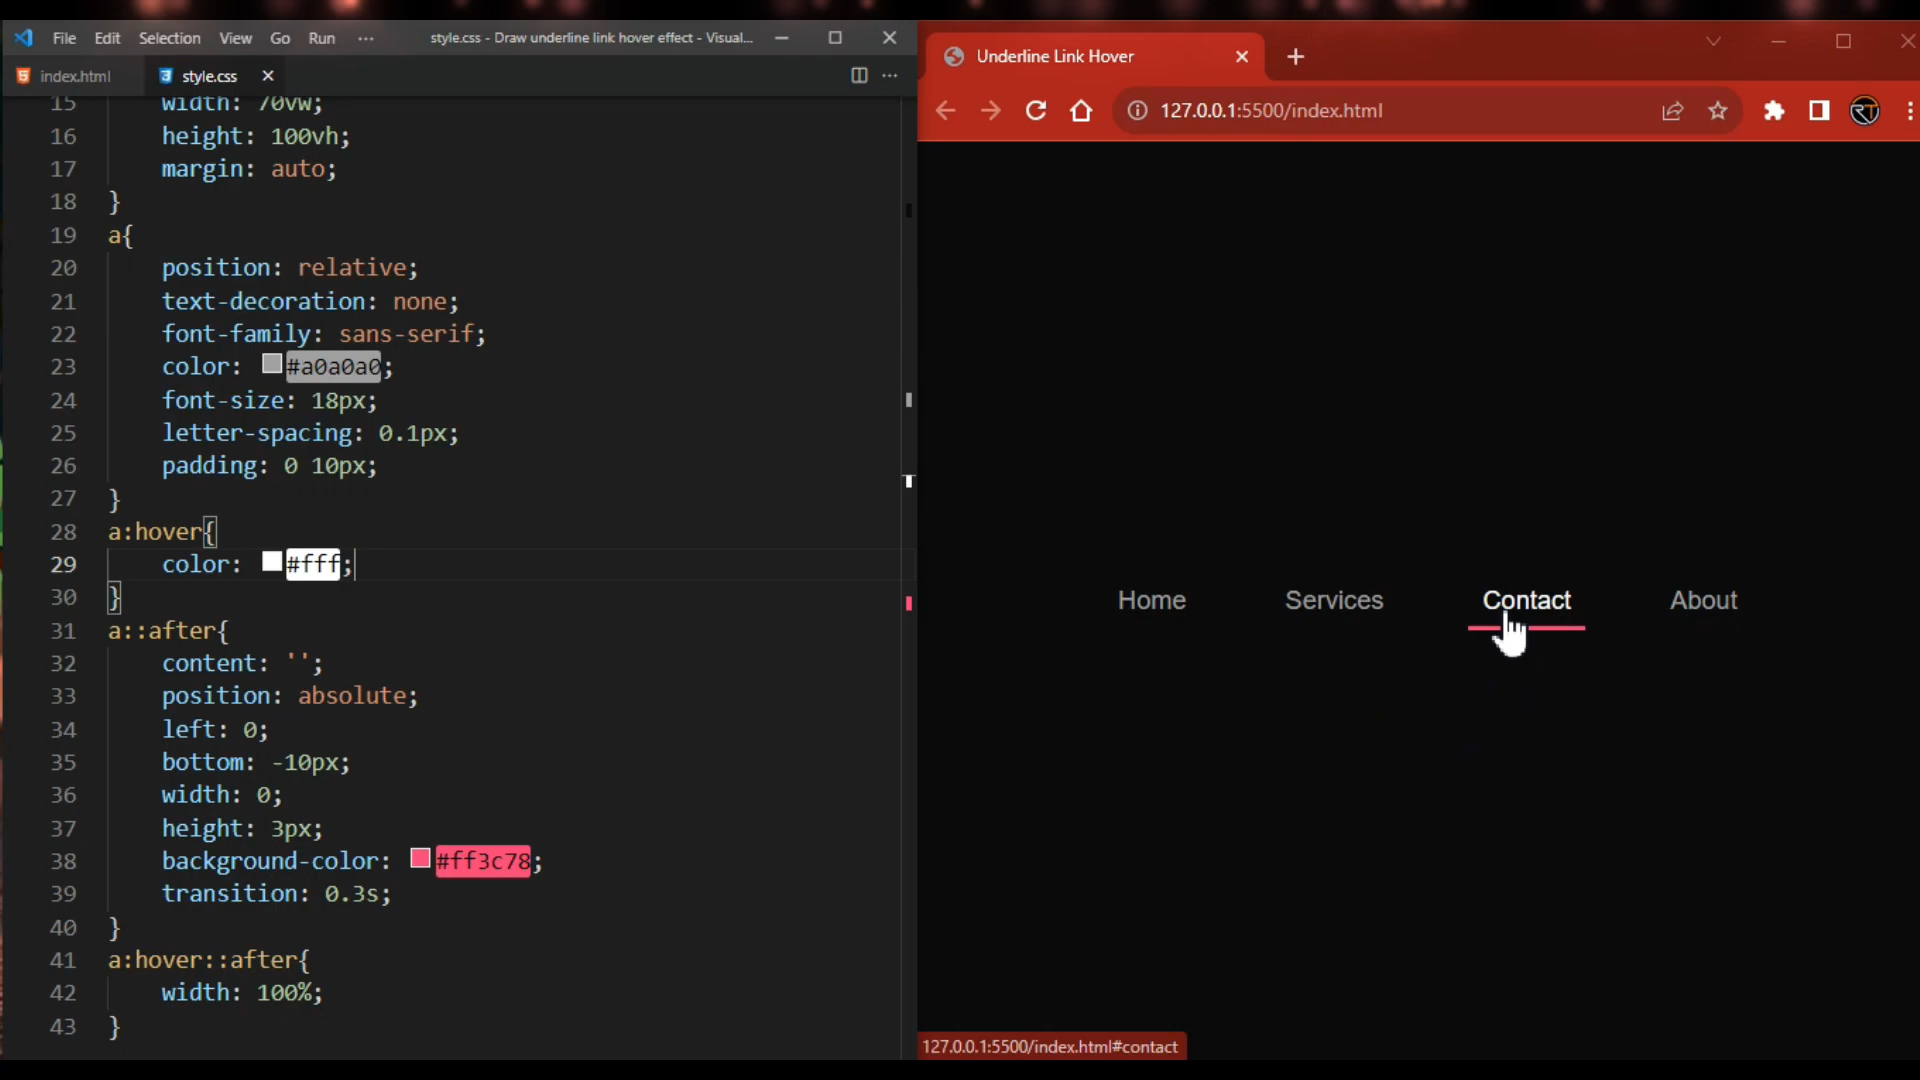 File Edit Selection View Go Run ··· style.css - Draw underline link hover effect - Visual...
index.html style.css
15 width: 70vw;
16 height: 100vh;
17 margin: auto;
18 }
19 a{
20 position: relative;
21 text-decoration: none;
22 font-family: sans-serif;
23 color: #a0a0a0;
24 font-size: 18px;
25 letter-spacing: 0.1px;
26 padding: 0 10px;
27 }
28 a:hover{
29 color: #fff;
30 }
31 a::after{
32 content: '';
33 position: absolute;
34 left: 0;
35 bottom: -10px;
36 width: 0;
37 height: 3px;
38 background-color: #ff3c78;
39 transition: 0.3s;
40 }
41 a:hover::after{
42 width: 100%;
43 }
Underline Link Hover
127.0.0.1:5500/index.html
RT
Home Services Contact About
127.0.0.1:5500/index.html#contact